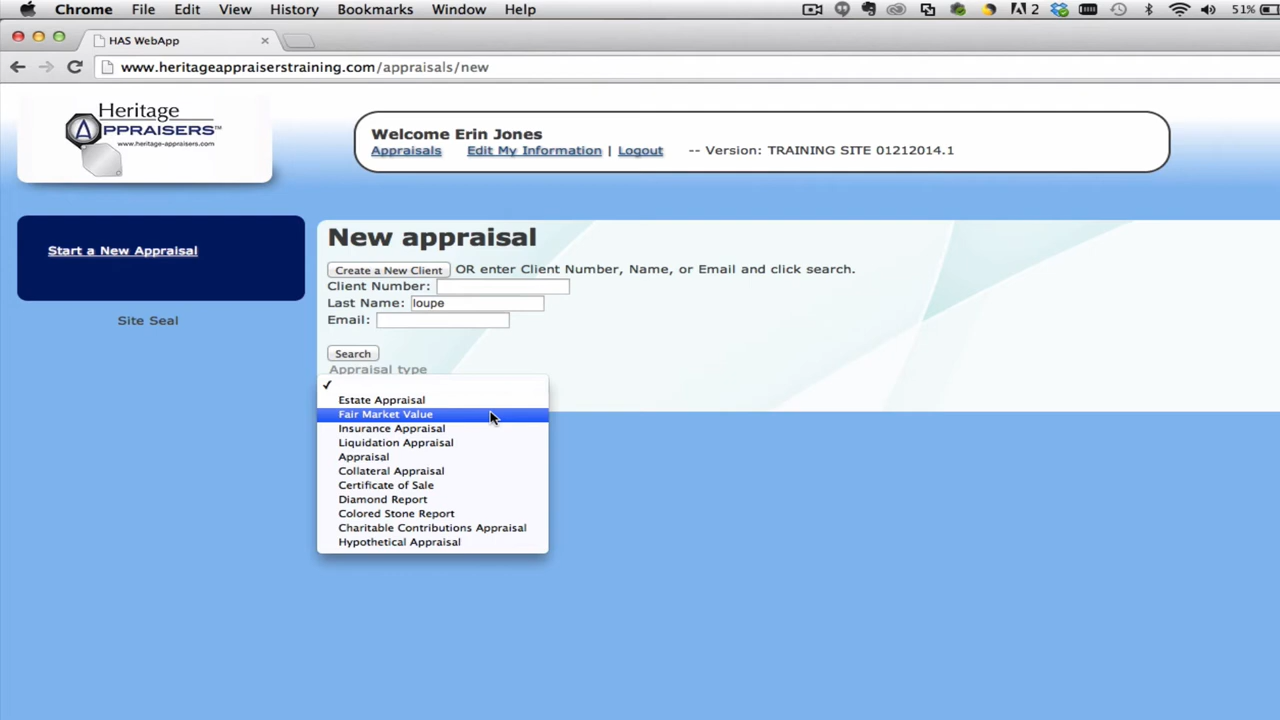 Chrome File Edit View History Bookmarks Window Help 2 51%
HAS WebApp
www.heritageappraiserstraining.com/appraisals/new
Heritage
APPRAISERS™
www.heritage-appraisers.com
Welcome Erin Jones
Appraisals Edit My Information | Logout -- Version: TRAINING SITE 01212014.1
Start a New Appraisal
Site Seal
New appraisal
Create a New Client OR enter Client Number, Name, or Email and click search.
Client Number:
Last Name: loupe
Email:
Search
Appraisal type
Estate Appraisal
Fair Market Value
Insurance Appraisal
Liquidation Appraisal
Appraisal
Collateral Appraisal
Certificate of Sale
Diamond Report
Colored Stone Report
Charitable Contributions Appraisal
Hypothetical Appraisal